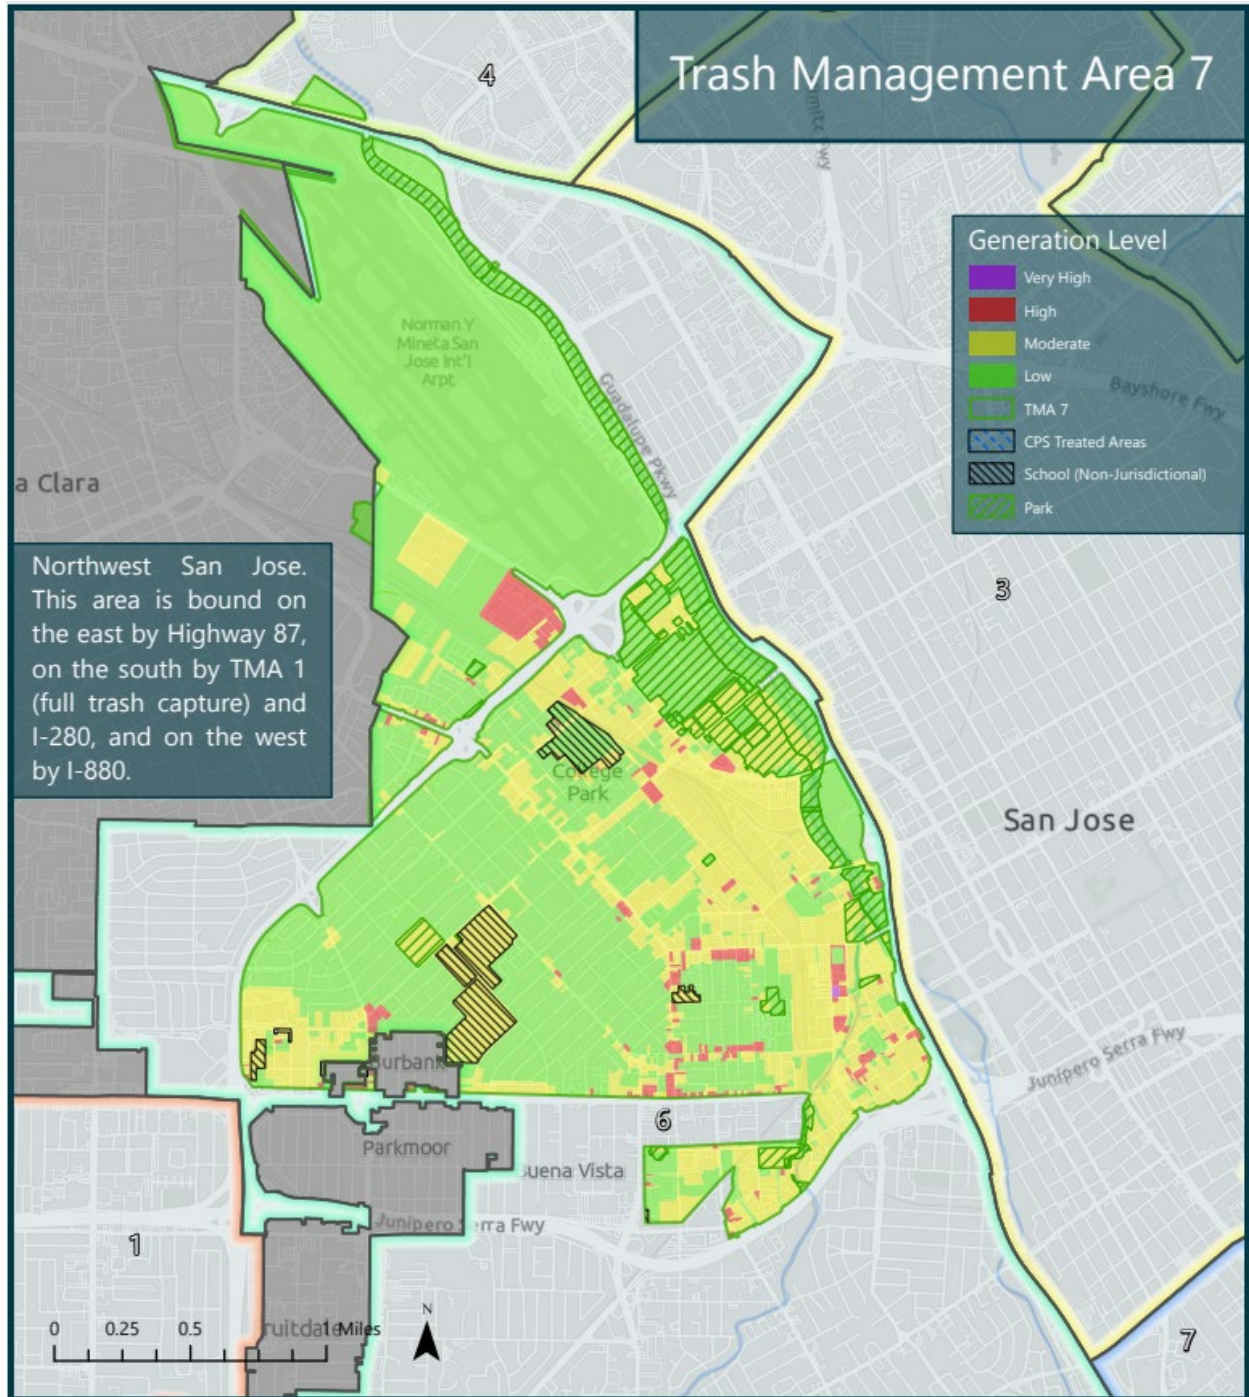 Trash Management Area 7
4
Generation Level
Very High
High
Moderate
Low
TMA 7
CPS Treated Areas
School (Non-Jurisdictional)
Park
Norman Y
Mineta San
Jose Int'l
Arpt
Guadalupe Pkwy
Bayshore Fwy
a Clara
Northwest San Jose.
This area is bound on
the east by Highway 87,
on the south by TMA 1
(full trash capture) and
I-280, and on the west
by I-880.
3
College
Park
San Jose
Burbank
Junipero Serra Fwy
6
Parkmoor
Buena Vista
Junipero Serra Fwy
1
N
0 0.25 0.5 1 Miles
ruitdale
7